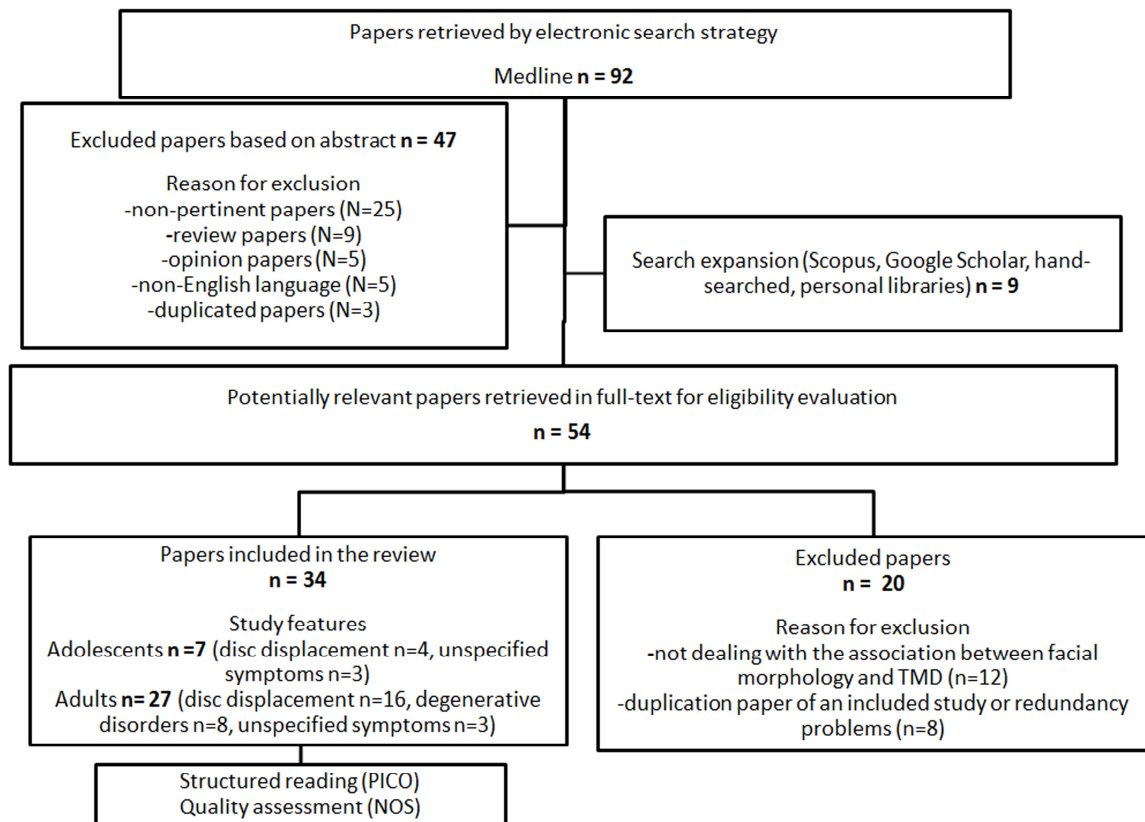 Papers retrieved by electronic search strategy
Medline n = 92
Excluded papers based on abstract n = 47
Reason for exclusion
-non-pertinent papers (N=25)
-review papers (N=9)
-opinion papers (N=5)
-non-English language (N=5)
-duplicated papers (N=3)
Search expansion (Scopus, Google Scholar, hand-
searched, personal libraries) n = 9
Potentially relevant papers retrieved in full-text for eligibility evaluation
n = 54
Papers included in the review
n = 34
Study features
Adolescents n =7 (disc displacement n=4, unspecified
symptoms n=3)
Adults n= 27 (disc displacement n=16, degenerative
disorders n=8, unspecified symptoms n=3)
Excluded papers
n =  20
Reason for exclusion
-not dealing with the association between facial
morphology and TMD (n=12)
-duplication paper of an included study or redundancy
problems (n=8)
Structured reading (PICO)
Quality assessment (NOS)